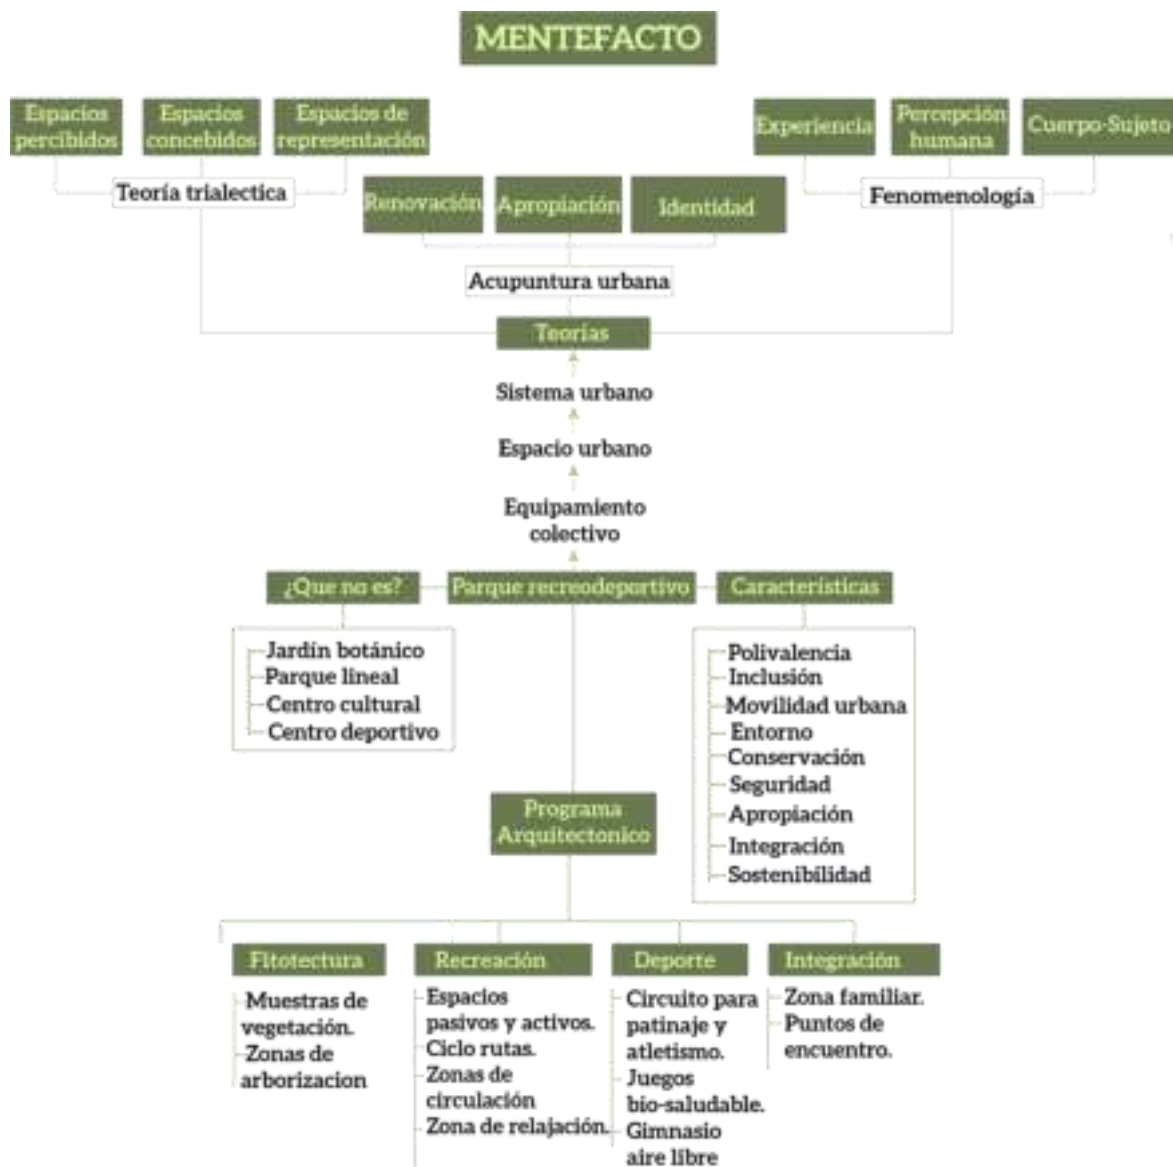 MENTEFACTO
Espacios
percibidos
Espacios
concebidos
Espacios de
representación
Experiencia
Percepción
humana
Cuerpo-Sujeto
Teoría trialectica
Fenomenología
Renovación
Apropiación
Identidad
Acupuntura urbana
Teorías
Sistema urbano
Espacio urbano
Equipamiento
colectivo
¿Que no es?
Parque recreodeportivo
Características
Jardín botánico
Parque lineal
Centro cultural
Centro deportivo
Polivalencia
Inclusión
Movilidad urbana
Entorno
Conservación
Seguridad
Apropiación
Integración
Sostenibilidad
Programa
Arquitectonico
Fitotectura
Muestras de
vegetación.
Zonas de
arborizacion
Recreación
Espacios
pasivos y activos.
Ciclo rutas.
Zonas de
circulación
Zona de relajación.
Deporte
Circuito para
patinaje y
atletismo.
Juegos
bio-saludable.
Gimnasio
aire libre
Integración
Zona familiar.
Puntos de
encuentro.